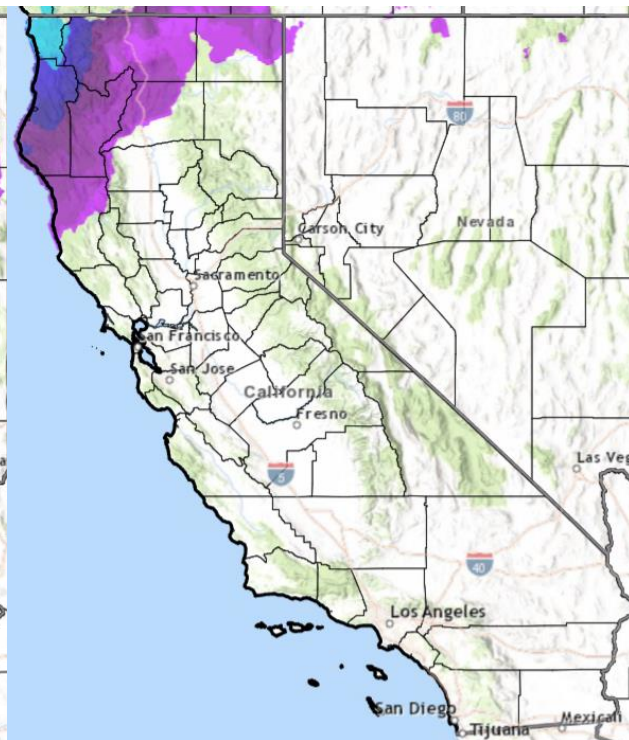 80
Carson City
Nevada
Sacramento
San Francisco
San Jose
California
Fresno
5
Las Veg
40
Los Angeles
San Diego
Tijuana
Mexicali